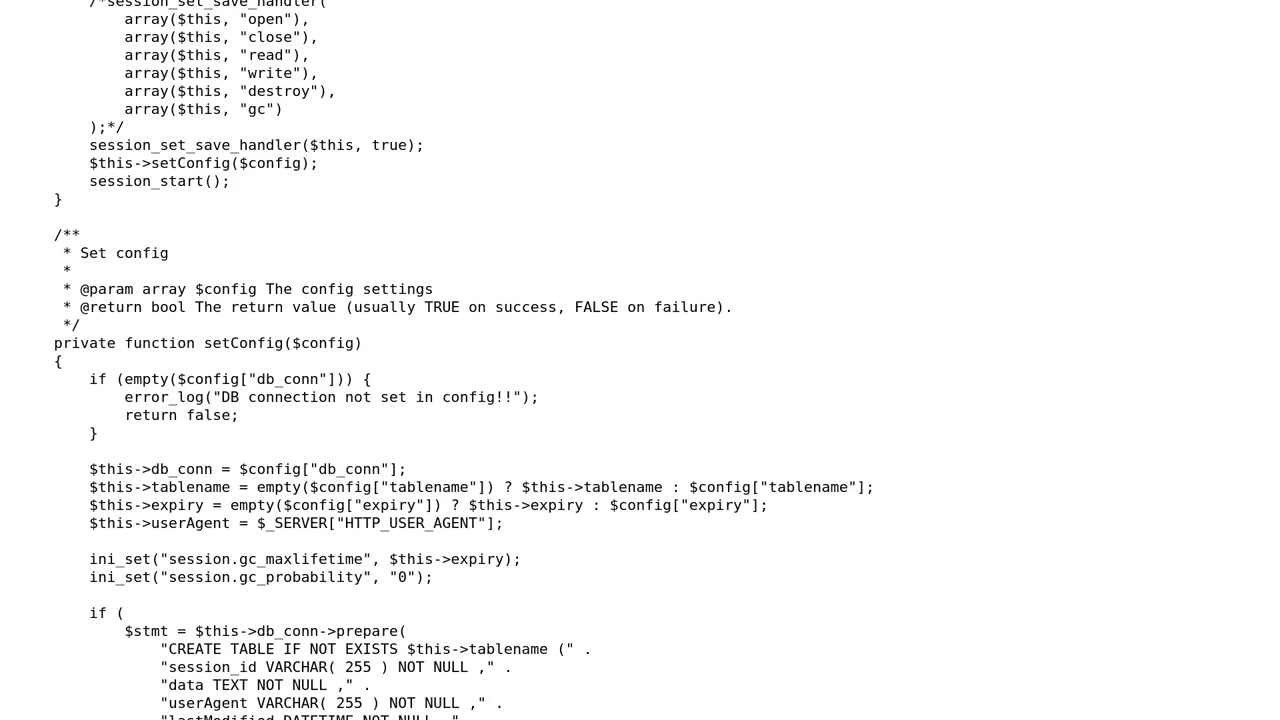 /*session_set_save_handler(
array($this, "open"),
array($this, "close"),
array($this, "read"),
array($this, "write"),
array($this, "destroy"),
array($this, "gc")
);*/
session_set_save_handler($this, true);
$this->setConfig($config);
session_start();
}
/**
* Set config
*
* @param array $config The config settings
* @return bool The return value (usually TRUE on success, FALSE on failure).
*/
private function setConfig($config)
{
if (empty($config["db_conn"])) {
error_log("DB connection not set in config!!");
return false;
}
$this->db_conn = $config["db_conn"];
$this->tablename = empty($config["tablename"]) ? $this->tablename : $config["tablename"];
$this->expiry = empty($config["expiry"]) ? $this->expiry : $config["expiry"];
$this->userAgent = $_SERVER["HTTP_USER_AGENT"];
ini_set("session.gc_maxlifetime", $this->expiry);
ini_set("session.gc_probability", "0");
if (
$stmt = $this->db_conn->prepare(
"CREATE TABLE IF NOT EXISTS $this->tablename (" .
"session_id VARCHAR( 255 ) NOT NULL ," .
"data TEXT NOT NULL ," .
"userAgent VARCHAR( 255 ) NOT NULL ," .
"lastModified DATETIME NOT NULL ," .